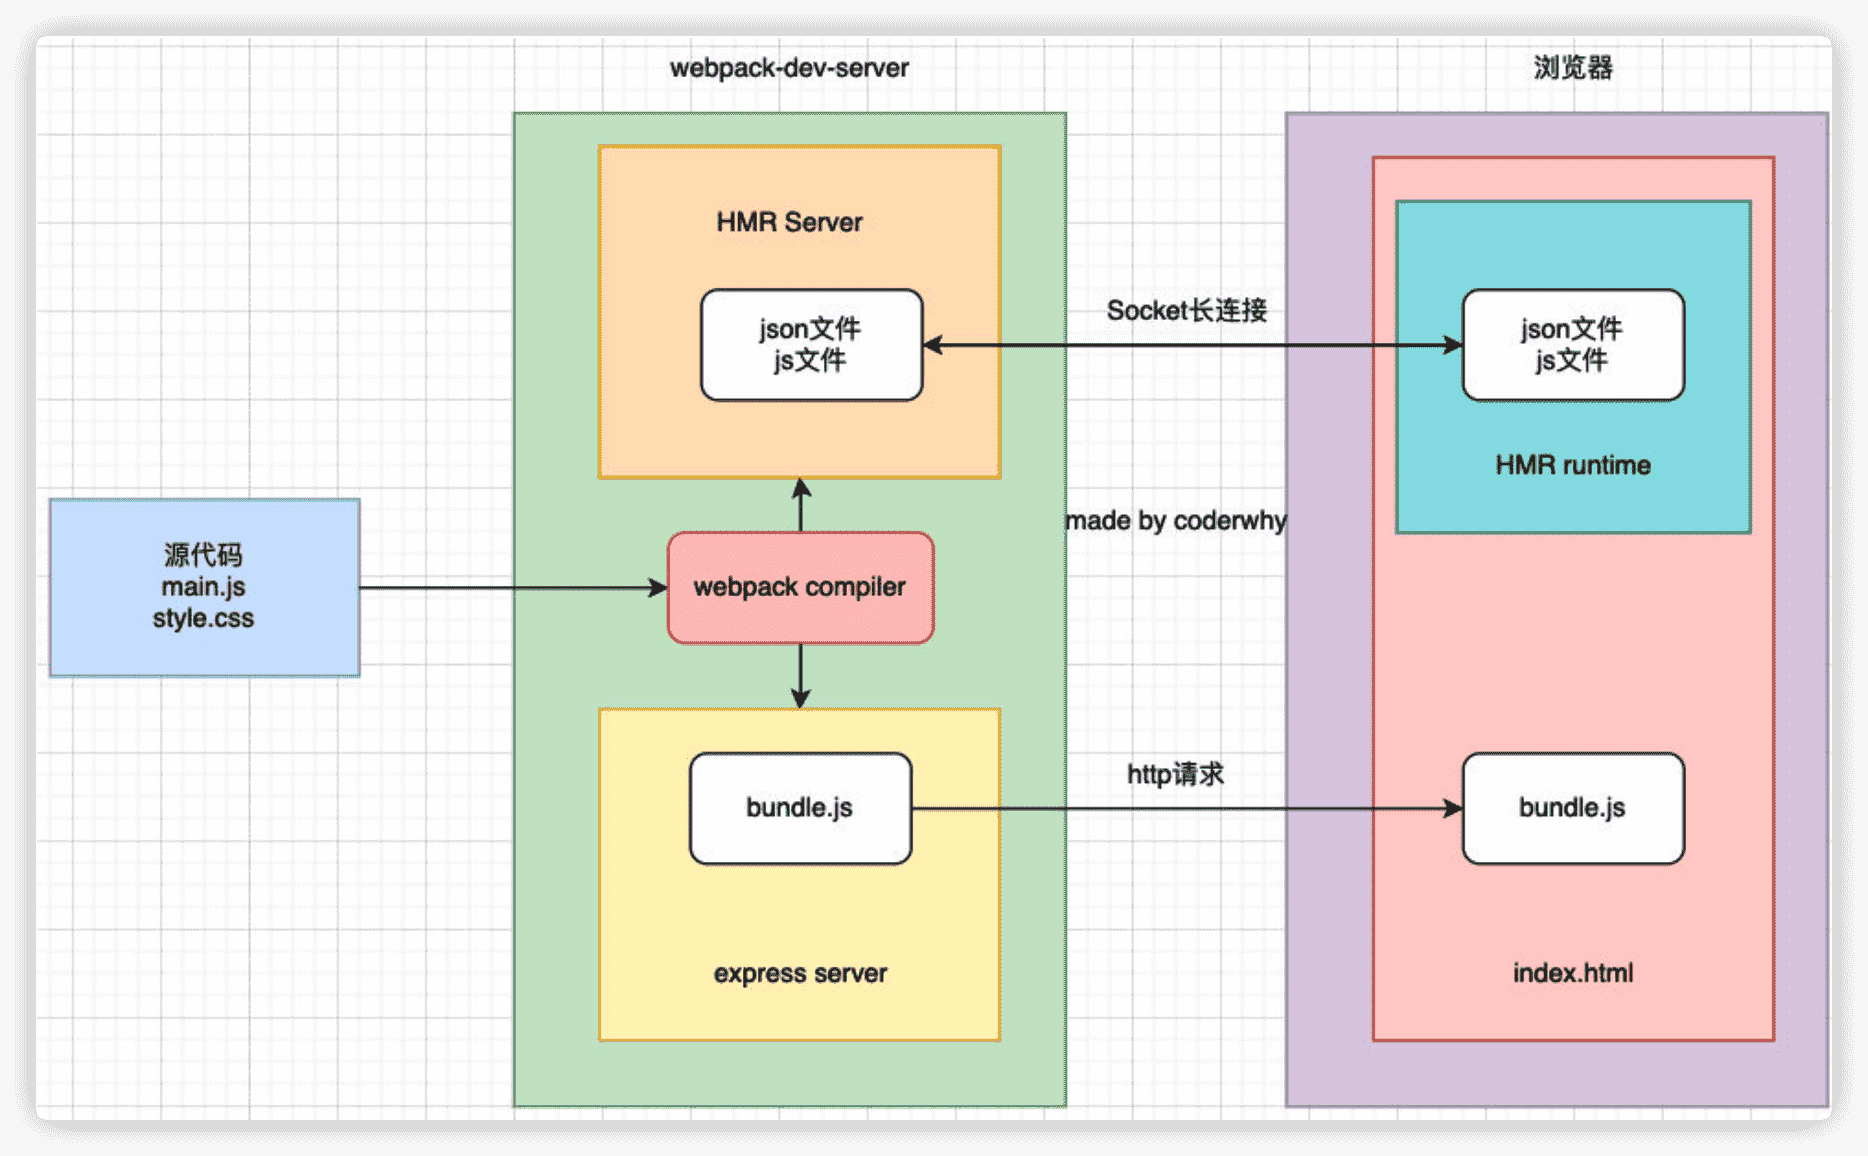 webpack-dev-server
浏览器
HMR Server
json文件
js文件
Socket长连接
json文件
js文件
HMR runtime
made by coderwhy
源代码
main.js
style.css
webpack compiler
bundle.js
http请求
bundle.js
express server
index.html